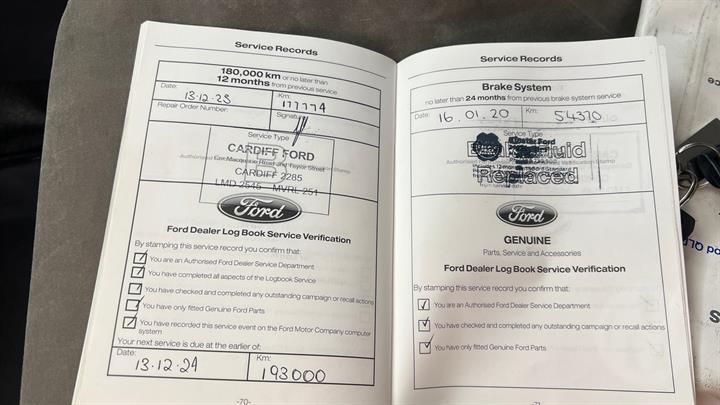 Service Records
180,000 km or no later than
12 months from previous service
Date: 13.12.23 Km: 177774
Repair Order Number: Signature
Service Type
CARDIFF FORD
Cnr Macquarie Road and Taylor Street
CARDIFF 2285
LMD 2515 MVRL 251
Ford
Ford Dealer Log Book Service Verification
By stamping this service record you confirm that:
You are an Authorised Ford Dealer Service Department
You have completed all aspects of the Logbook Service
You have checked and completed any outstanding campaign or recall actions
You have only fitted Genuine Ford Parts
You have recorded this service event on the Ford Motor Company computer
system
Your next service is due at the earlier of:
Date: 13.12.24 Km: 193000
-70-
Service Records
Brake System
no later than 24 months from previous brake system service
Date: 16.01.20 Km: 54370
Service Type
Fluid
Replaced
Ford
GENUINE
Parts, Service and Accessories
Ford Dealer Log Book Service Verification
By stamping this service record you confirm that:
You are an Authorised Ford Dealer Service Department
You have checked and completed any outstanding campaign or recall actions
You have only fitted Genuine Ford Parts
-71-